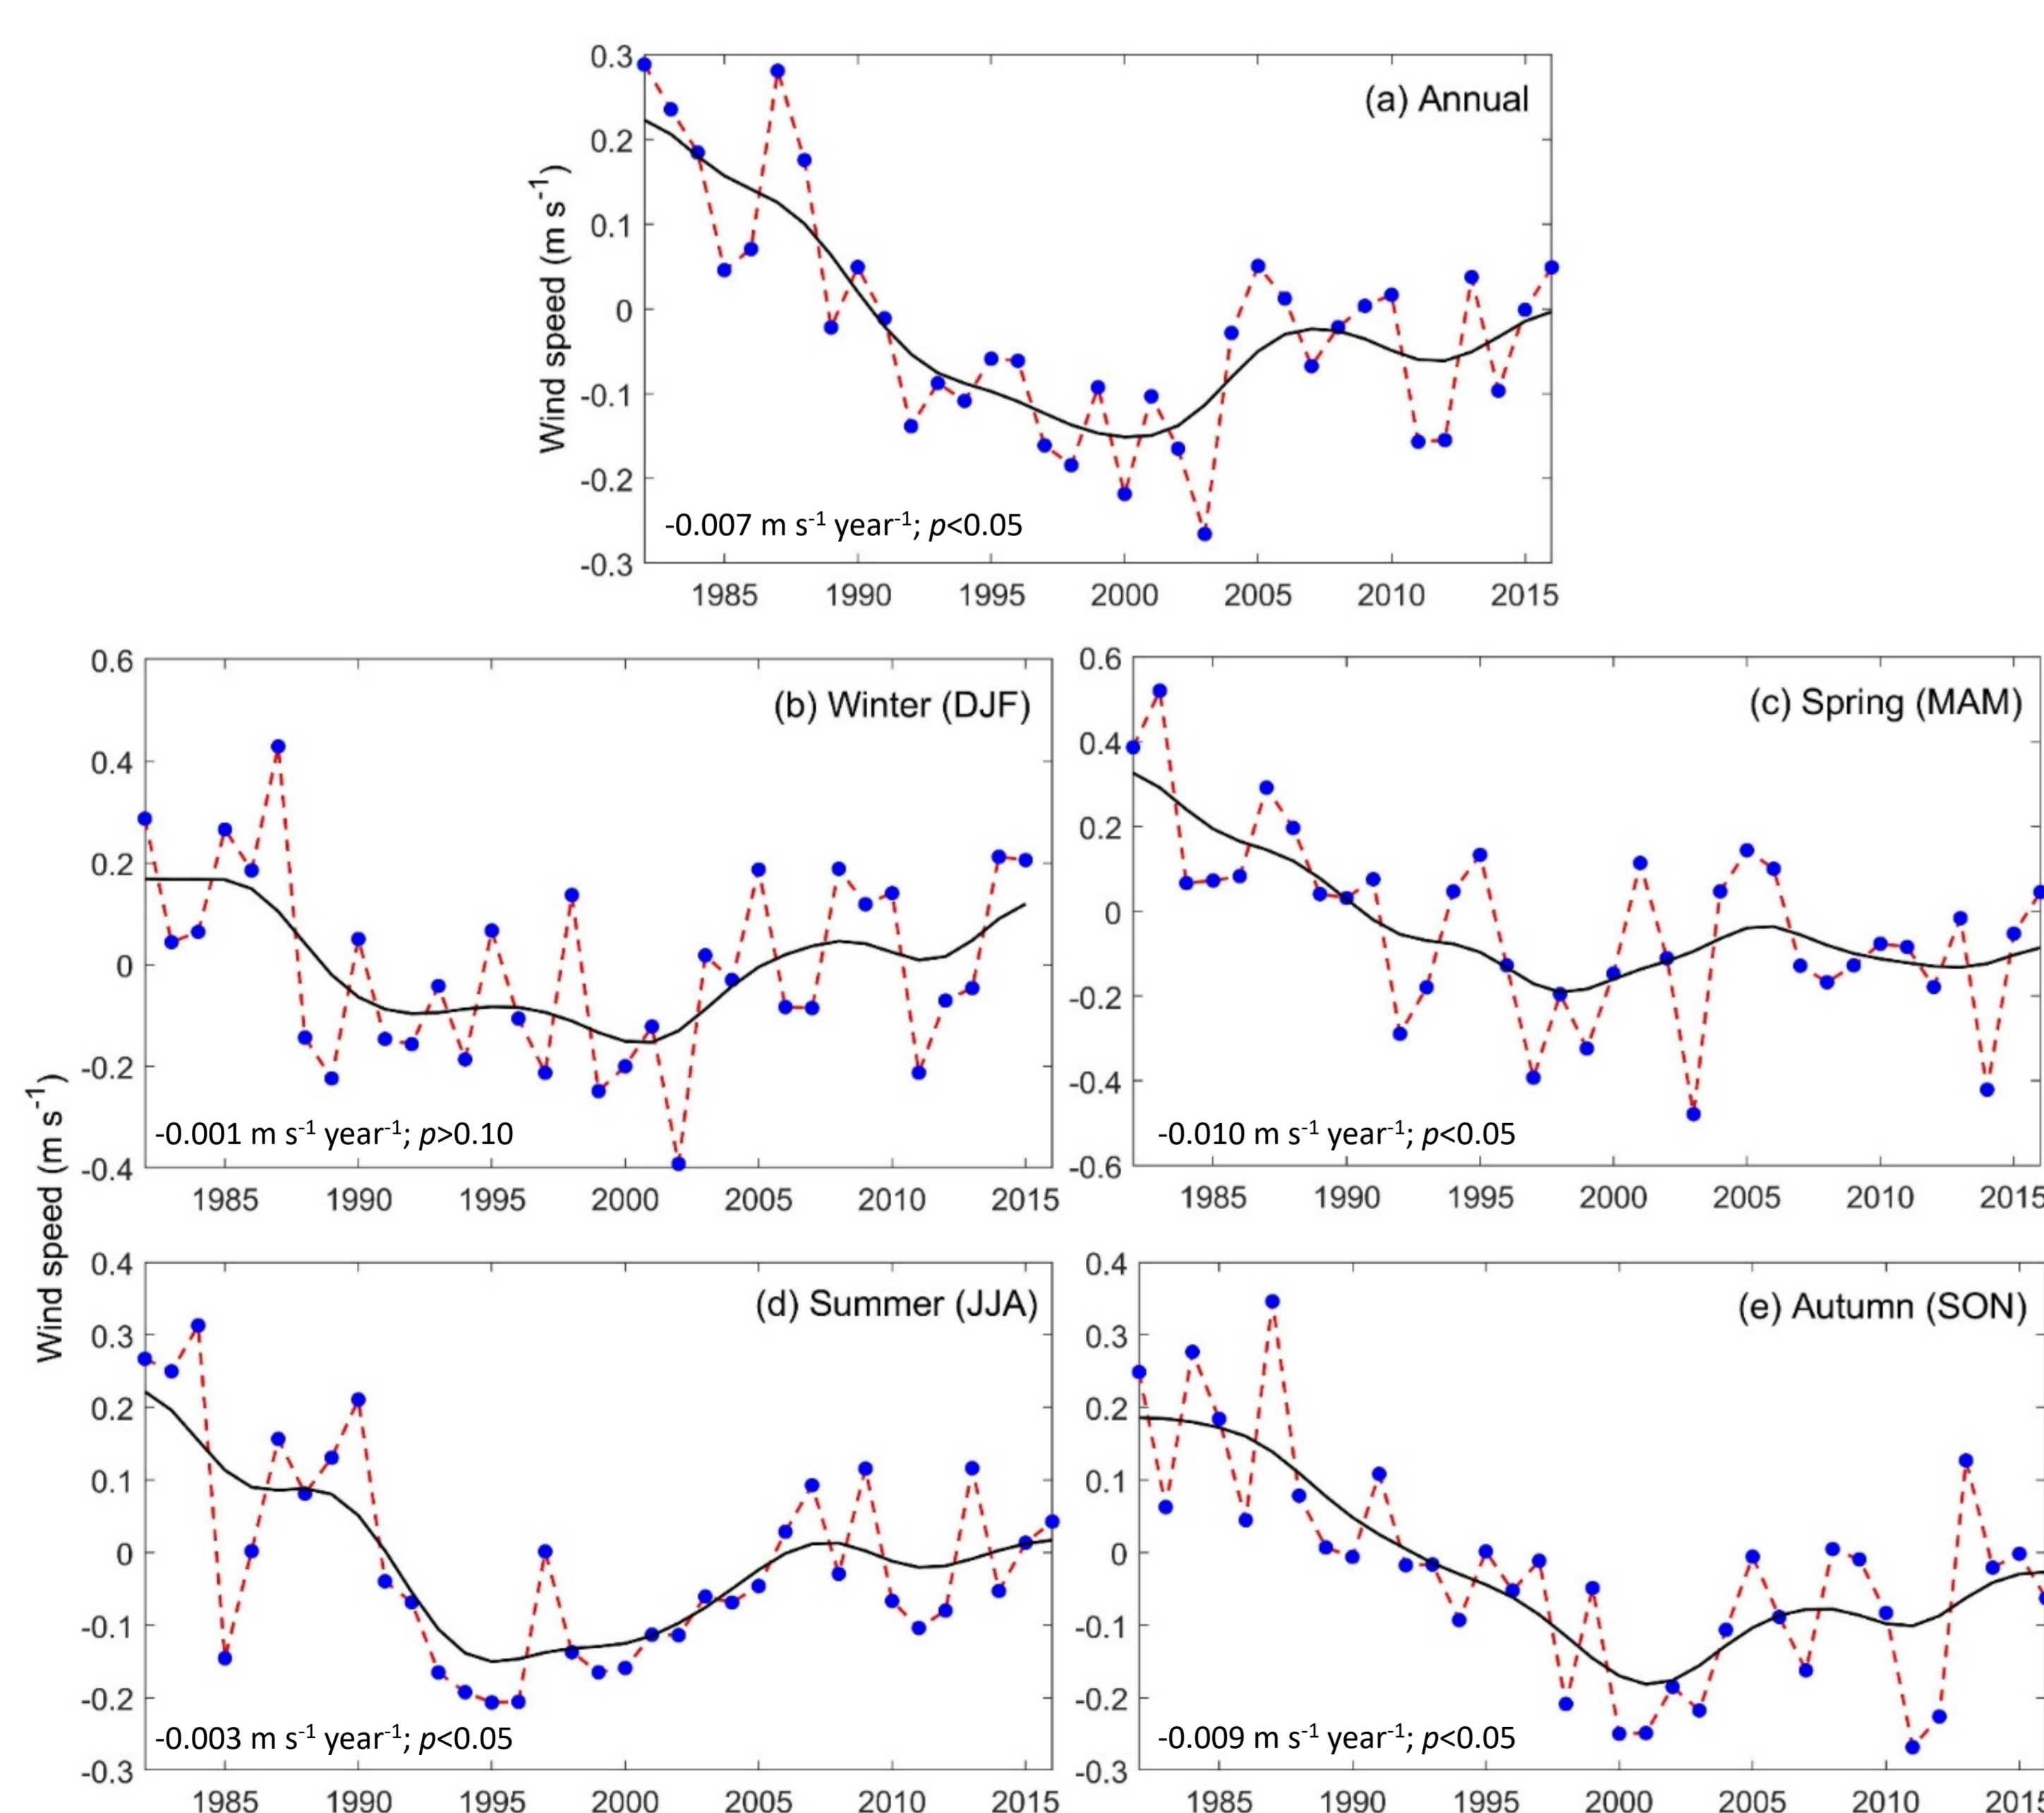 (a) Annual
0.3
0.2
0.1
0
-0.1
-0.2
-0.3
Wind speed (m s-1)
-0.007 m s-1 year-1; p<0.05
1985 1990 1995 2000 2005 2010 2015
(b) Winter (DJF)
0.6
0.4
0.2
0
-0.2
-0.4
-0.001 m s-1 year-1; p>0.10
1985 1990 1995 2000 2005 2010 2015
(c) Spring (MAM)
0.6
0.4
0.2
0
-0.2
-0.4
-0.6
-0.010 m s-1 year-1; p<0.05
1985 1990 1995 2000 2005 2010 2015
Wind speed (m s-1)
(d) Summer (JJA)
0.4
0.3
0.2
0.1
0
-0.1
-0.2
-0.3
-0.003 m s-1 year-1; p<0.05
1985 1990 1995 2000 2005 2010 2015
(e) Autumn (SON)
0.4
0.3
0.2
0.1
0
-0.1
-0.2
-0.3
-0.009 m s-1 year-1; p<0.05
1985 1990 1995 2000 2005 2010 2015